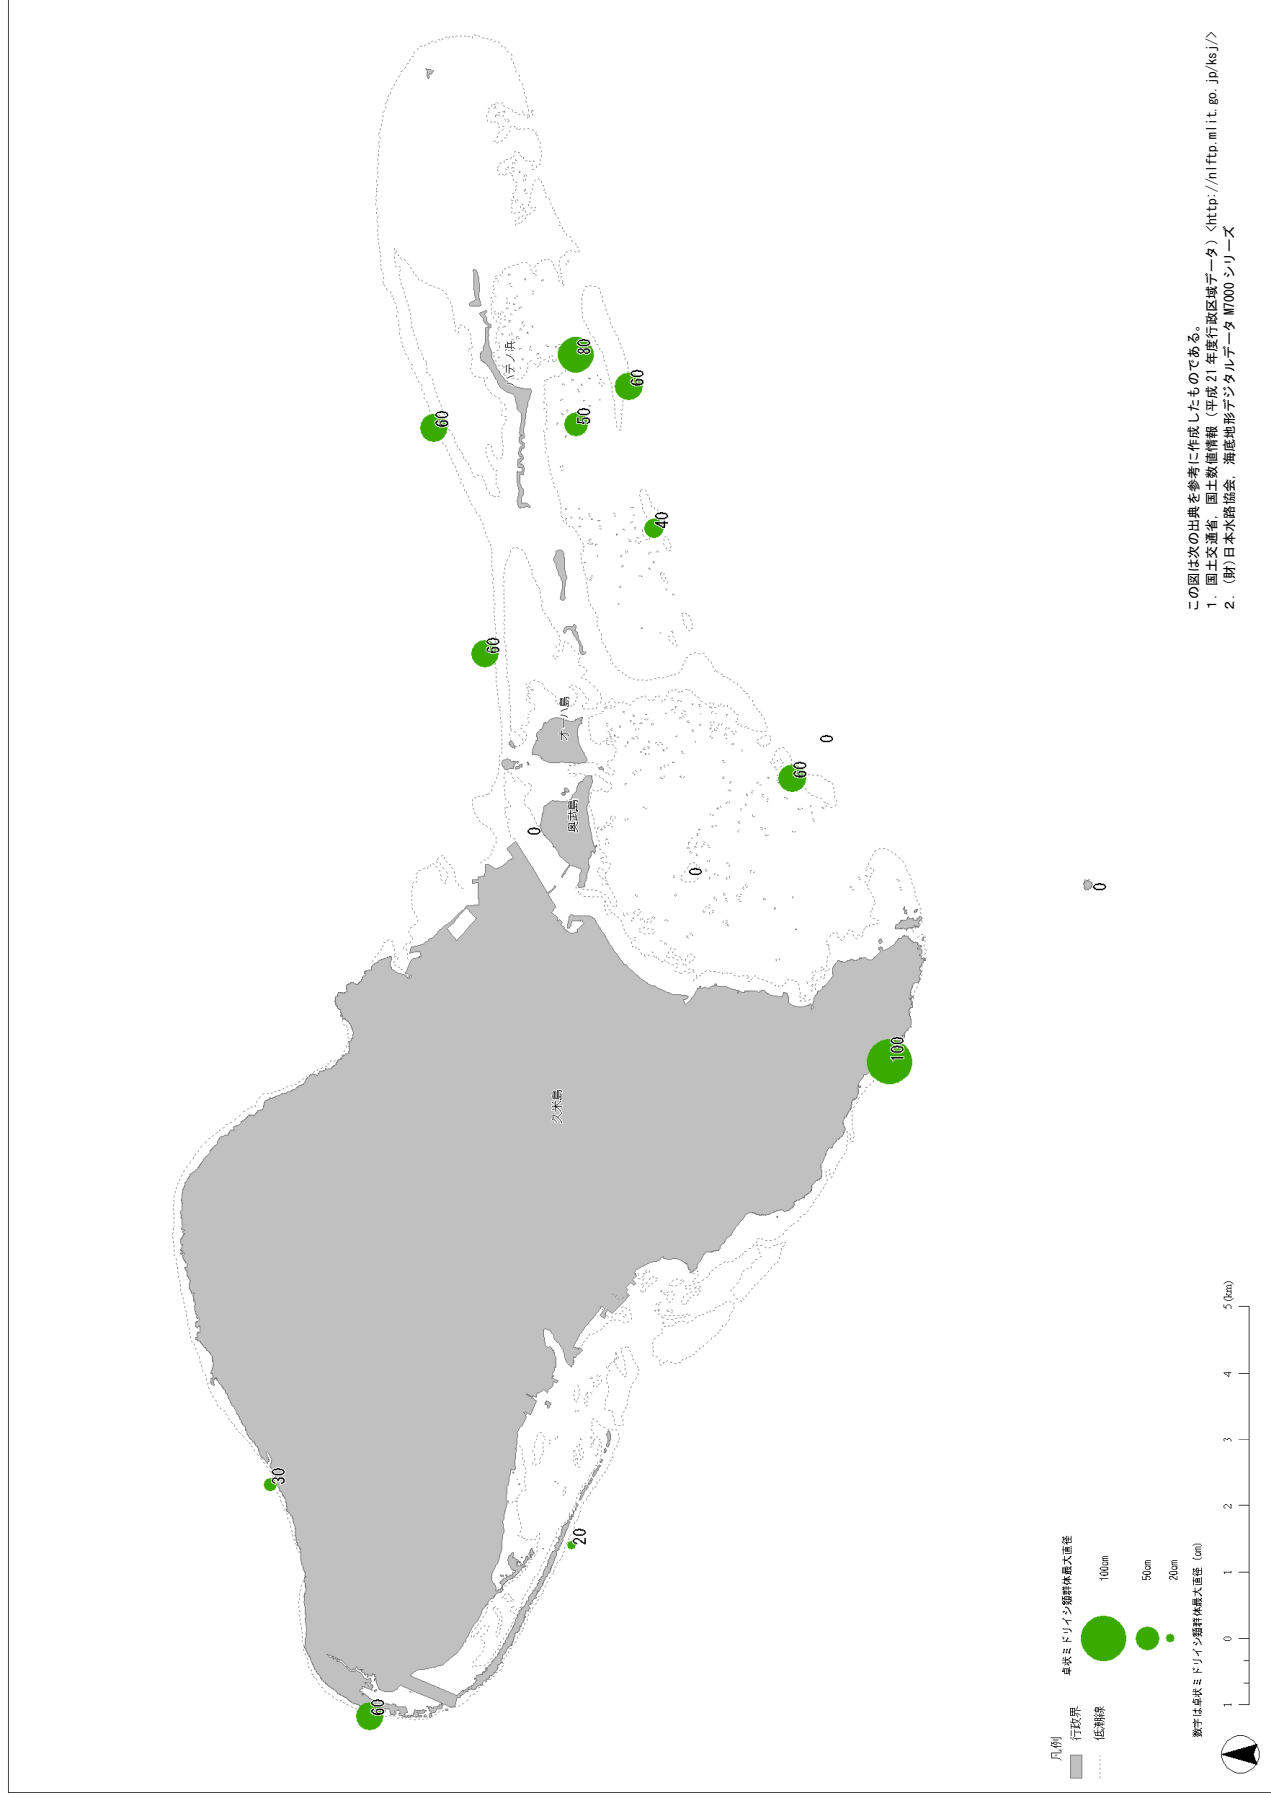 60
60
80
60
50
40
ハテノ浜
オーハ島
奥武島
0
0
60
0
0
久米島
100
30
20
60
凡例
行政界
低潮線
卓状ミドリイシ類群体最大直径
100cm
50cm
20cm
数字は卓状ミドリイシ類群体最大直径 (cm)
1 0 1 2 3 4 5(km)
この図は次の出典を参考に作成したものである。
1. 国土交通省, 国土数値情報 (平成 21 年度行政区域データ) <http://nlftp.mlit.go.jp/ksj/>
2. (財)日本水路協会, 海底地形デジタルデータ M7000 シリーズ